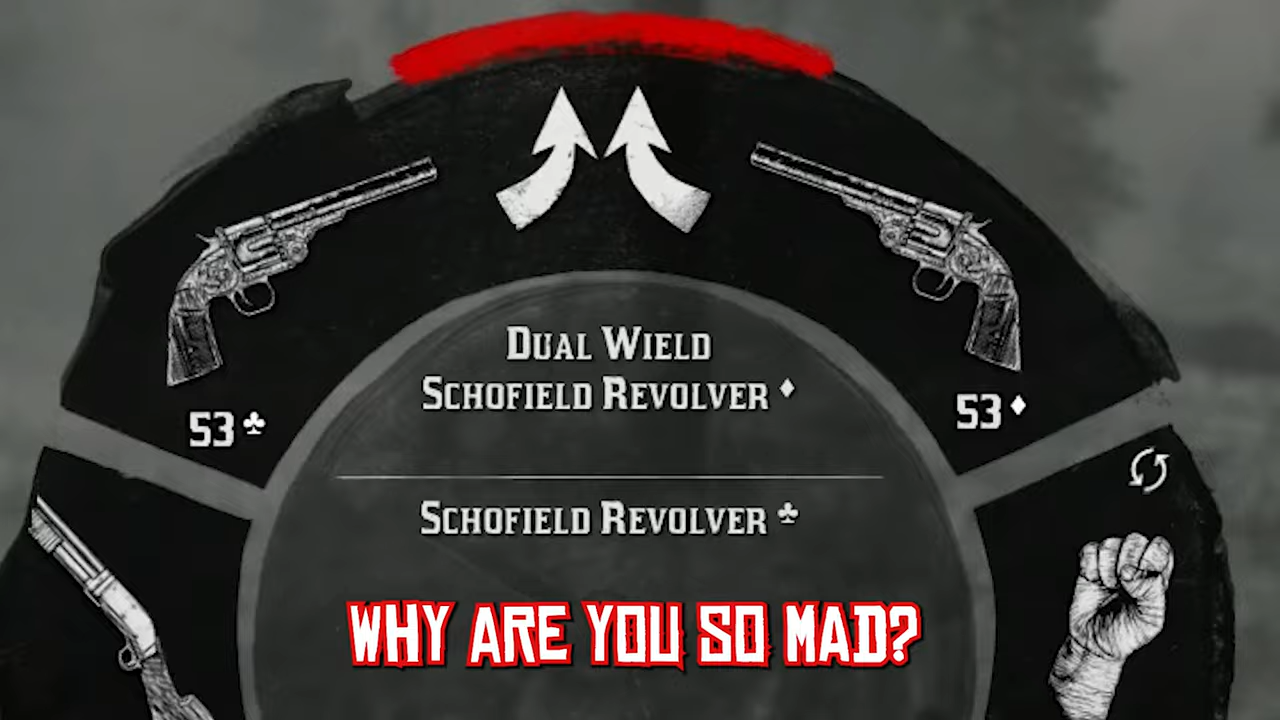 Dual Wield
Schofield Revolver ♦
53 ♣
53 ♦
Schofield Revolver ♣
WHY ARE YOU SO MAD?